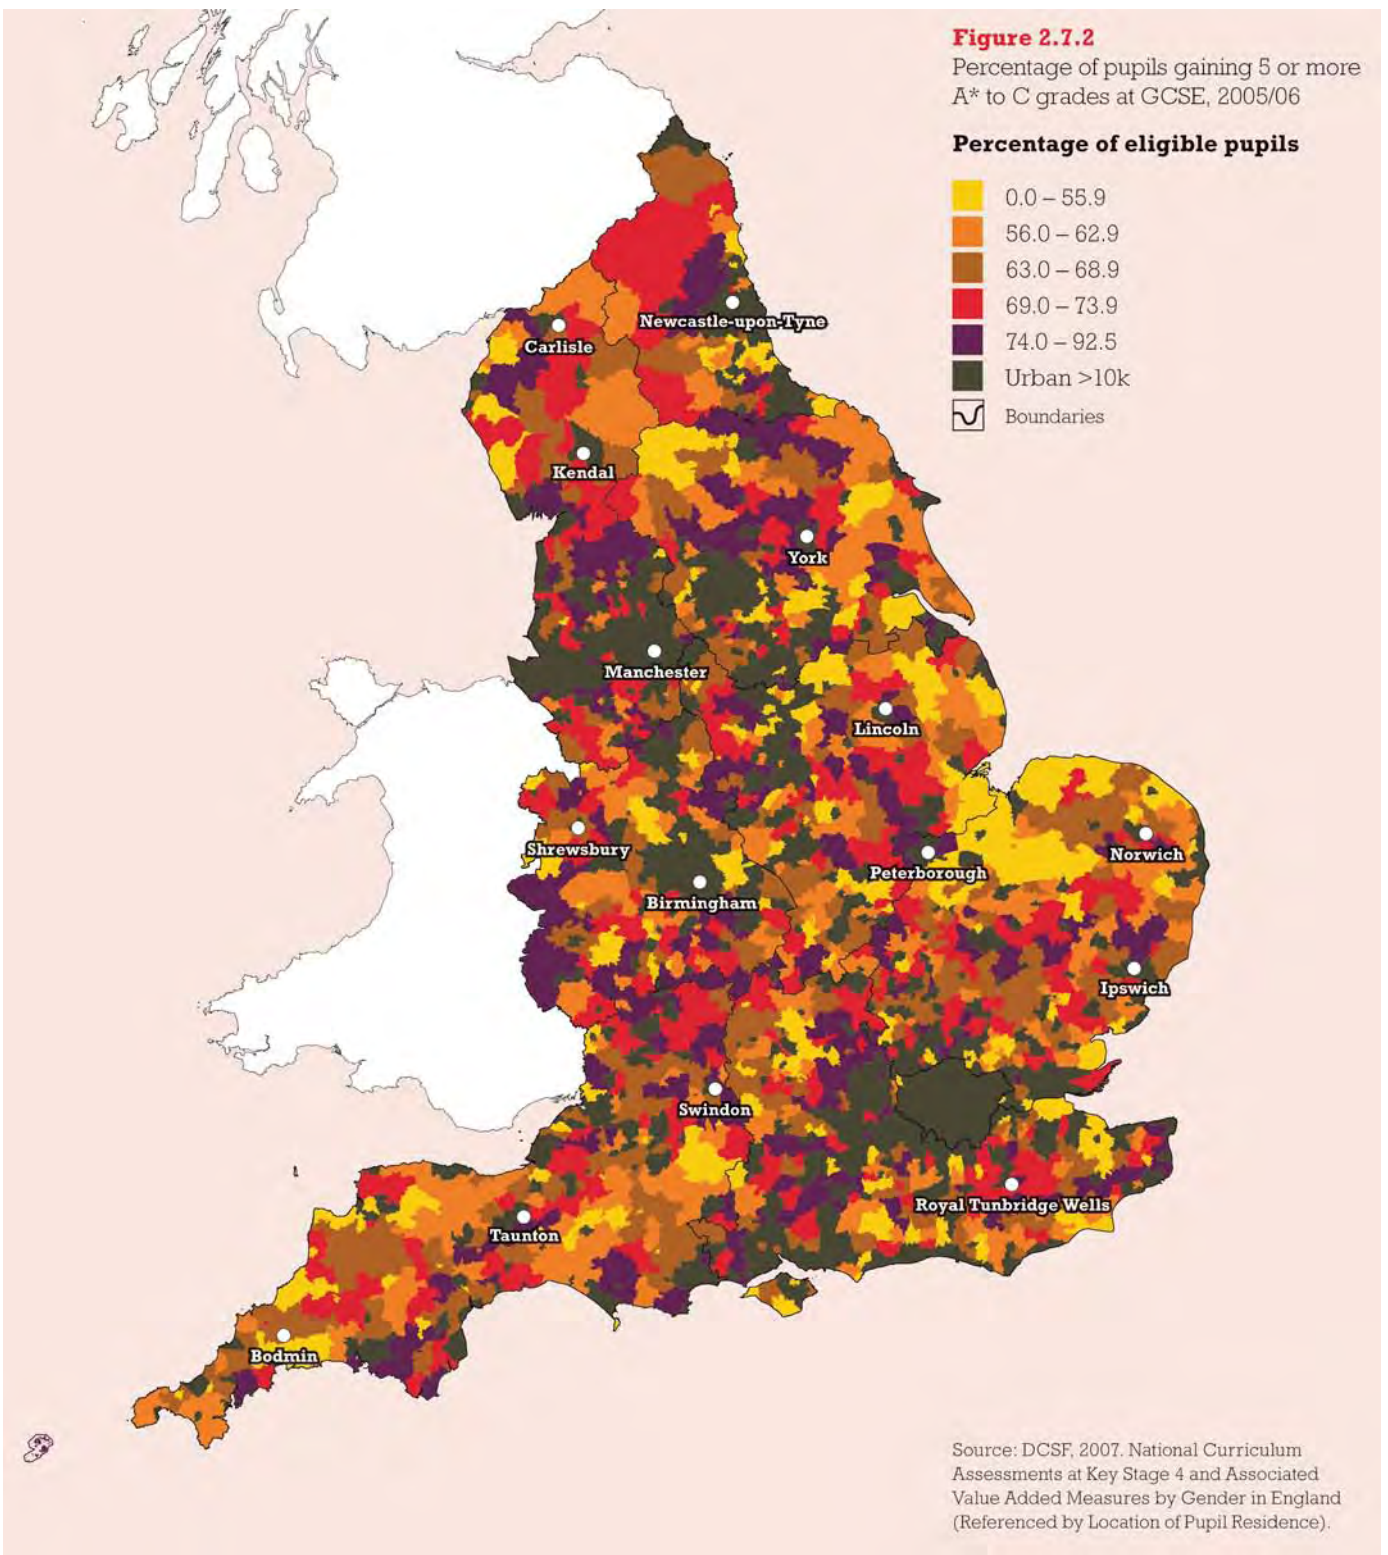 Figure 2.7.2
Percentage of pupils gaining 5 or more
A* to C grades at GCSE, 2005/06
Percentage of eligible pupils
0.0 – 55.9
56.0 – 62.9
63.0 – 68.9
69.0 – 73.9
74.0 – 92.5
Urban >10k
Boundaries
Newcastle-upon-Tyne
Carlisle
Kendal
York
Manchester
Lincoln
Shrewsbury
Norwich
Peterborough
Birmingham
Ipswich
Swindon
Royal Tunbridge Wells
Taunton
Bodmin
Source: DCSF, 2007. National Curriculum
Assessments at Key Stage 4 and Associated
Value Added Measures by Gender in England
(Referenced by Location of Pupil Residence).